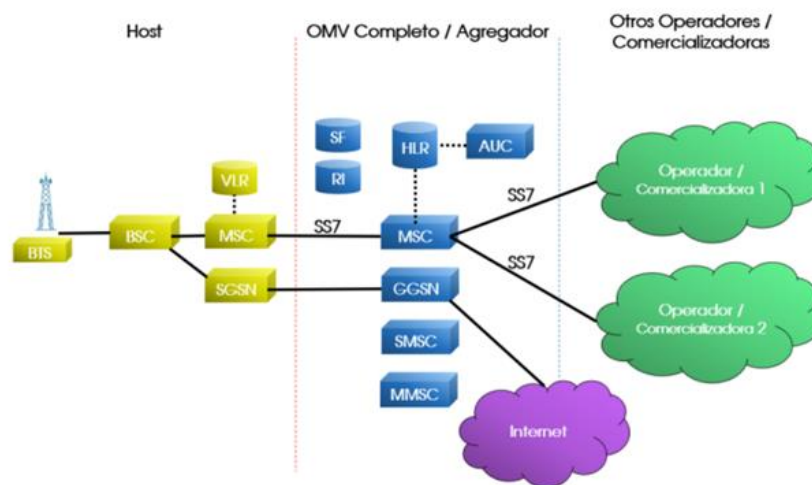 Host
OMV Completo / Agregador
Otros Operadores /
Comercializadoras
SF
HLR
AUC
RI
VLR
Operador /
Comercializadora 1
SS7
BTS
BSC
MSC
SS7
MSC
SS7
SGSN
GGSN
Operador /
Comercializadora 2
SMSC
MMSC
Internet